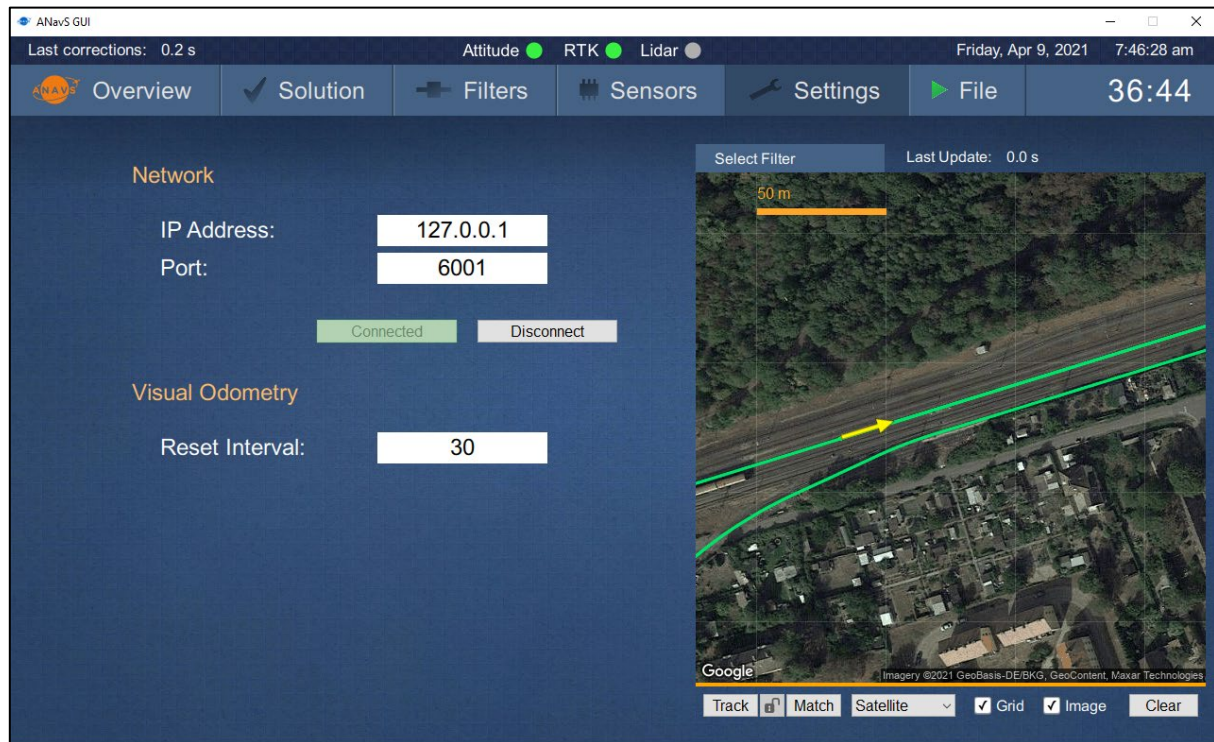 ANavS GUI
Last corrections: 0.2 s Attitude RTK Lidar Friday, Apr 9, 2021 7:46:28 am
ANAVS Overview Solution Filters Sensors Settings File 36:44
Select Filter Last Update: 0.0 s
Network
50 m
IP Address: 127.0.0.1
Port: 6001
Connected Disconnect
Visual Odometry
Reset Interval: 30
Google
Imagery ©2021 GeoBasis-DE/BKG, GeoContent, Maxar Technologies
Track Match Satellite Grid Image Clear